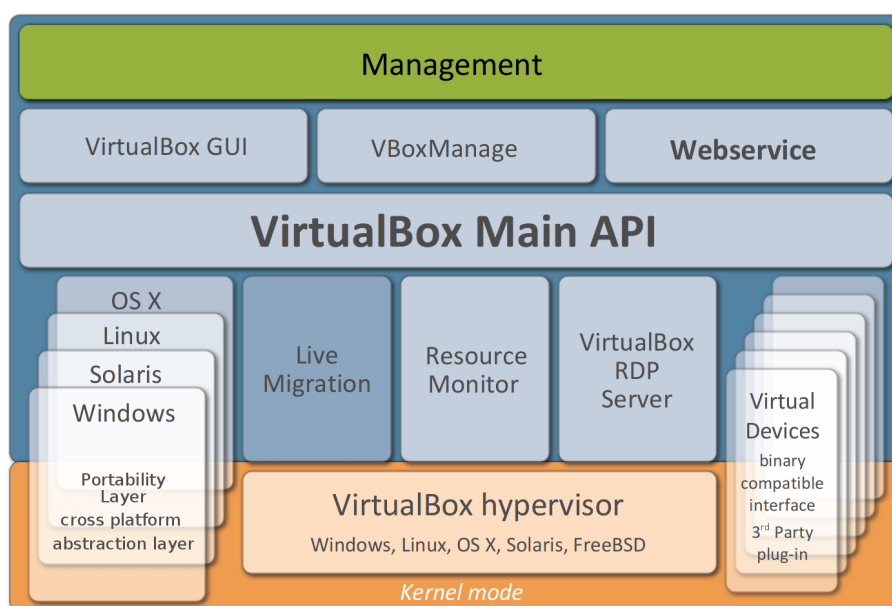 Management
VirtualBox GUI
VBoxManage
Webservice
VirtualBox Main API
OS X
Linux
Solaris
Windows
Portability
Layer
cross platform
abstraction layer
Live
Migration
Resource
Monitor
VirtualBox
RDP
Server
Virtual
Devices
binary
compatible
interface
3rd Party
plug-in
VirtualBox hypervisor
Windows, Linux, OS X, Solaris, FreeBSD
Kernel mode